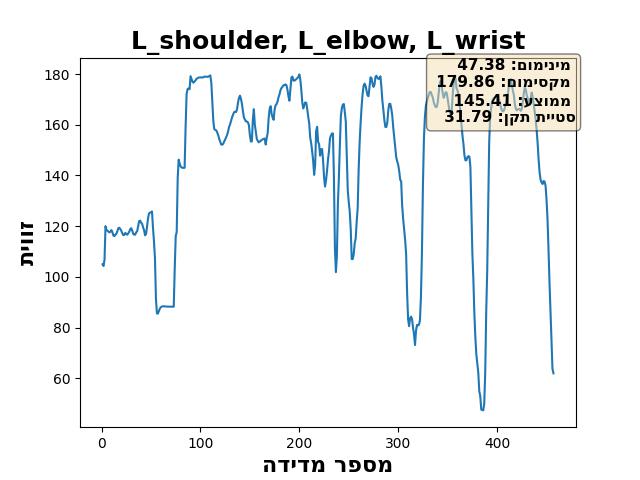 L_shoulder, L_elbow, L_wrist
מינימום: 47.38
מקסימום: 179.86
ממוצע: 145.41
סטיית תקן: 31.79
180
160
140
120
100
80
60
זווית
0 100 200 300 400
מספר מדידה